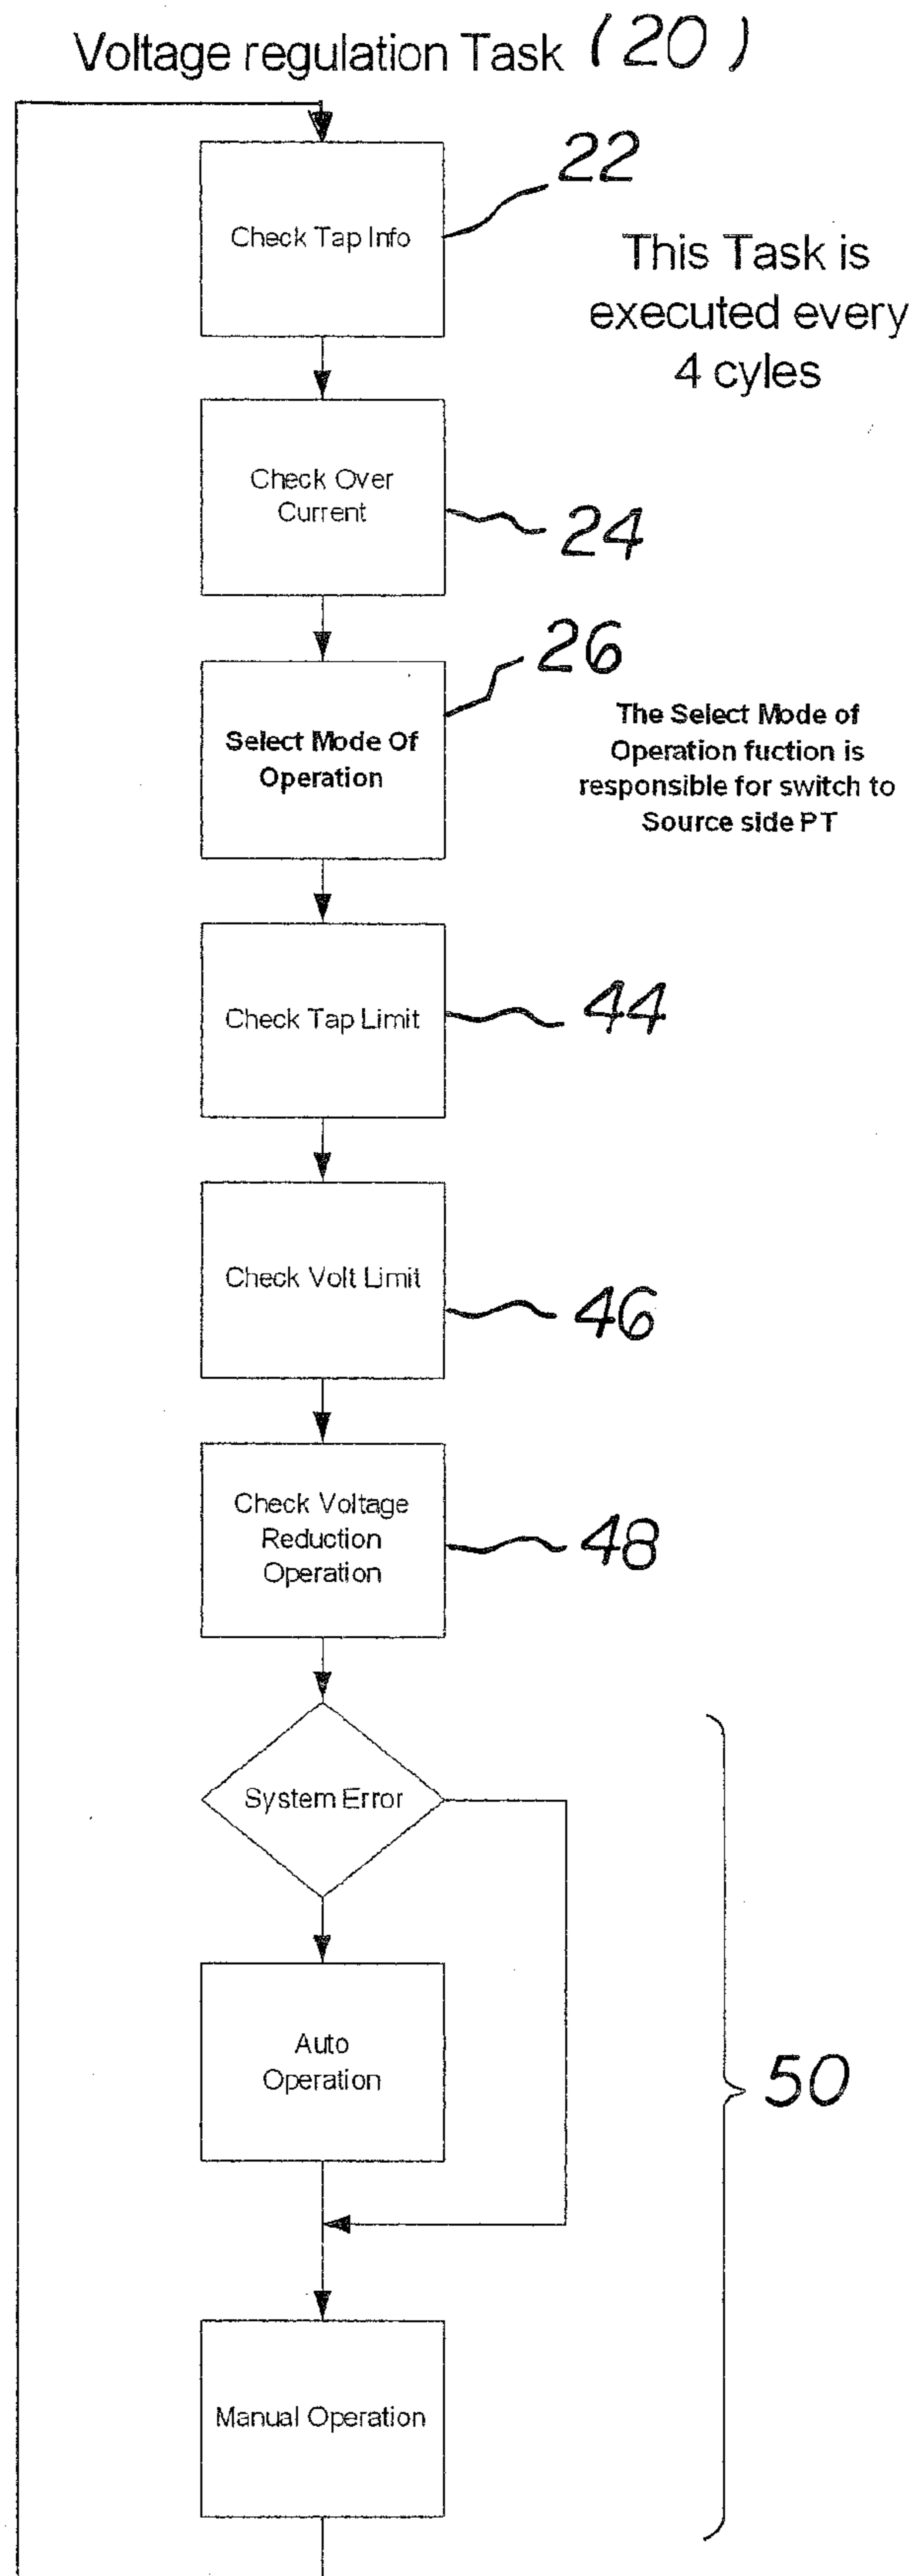 Voltage regulation Task (20)
22
Check Tap Info
This Task is
executed every
4 cyles
Check Over
Current
24
26
Select Mode Of
Operation
The Select Mode of
Operation fuction is
responsible for switch to
Source side PT
Check Tap Limit
44
Check Volt Limit
46
Check Voltage
Reduction
Operation
48
System Error
Auto
Operation
50
Manual Operation